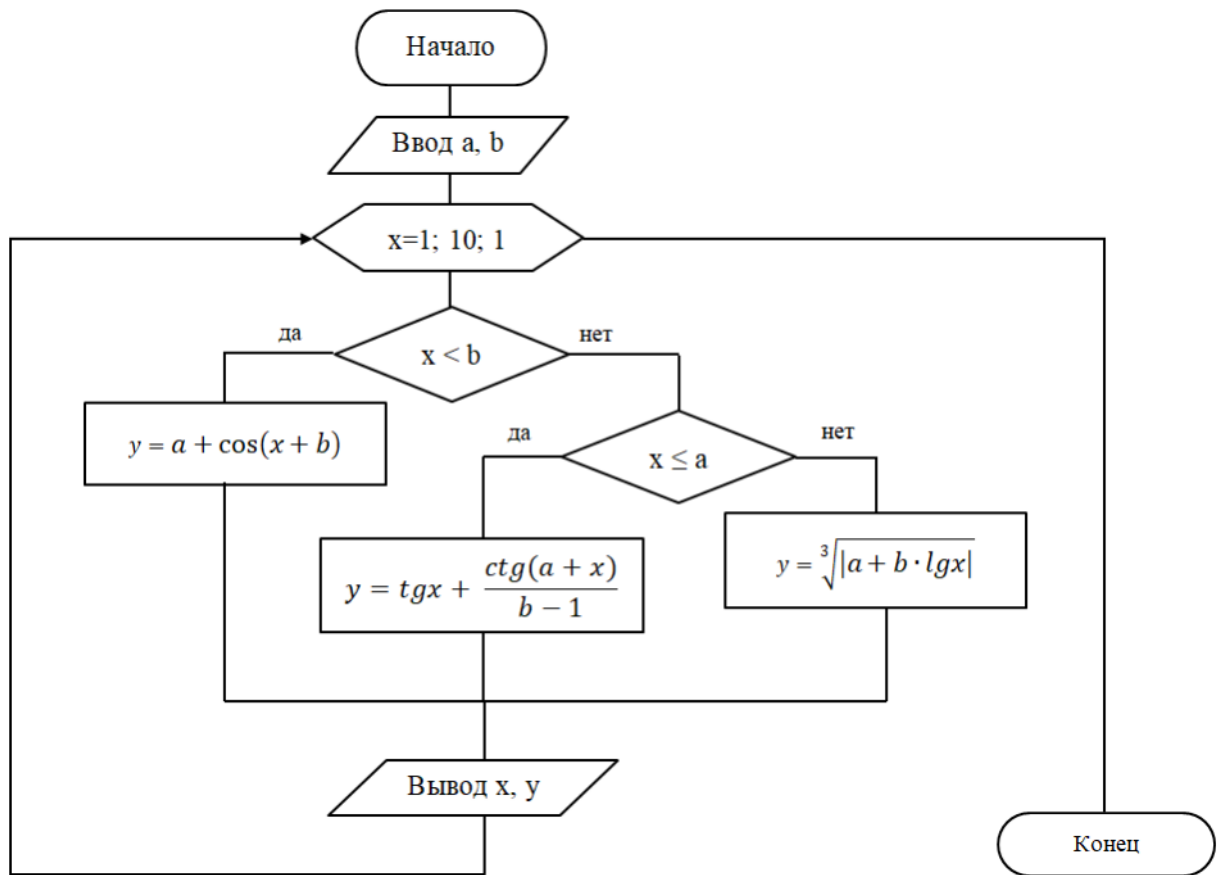 Начало
Ввод a, b
x=1; 10; 1
да
нет
x < b
y = a + cos(x + b)
да
нет
x ≤ a
y = tgx + ctg(a + x) / b − 1
y = ∛|a + b · lgx|
Вывод x, y
Конец